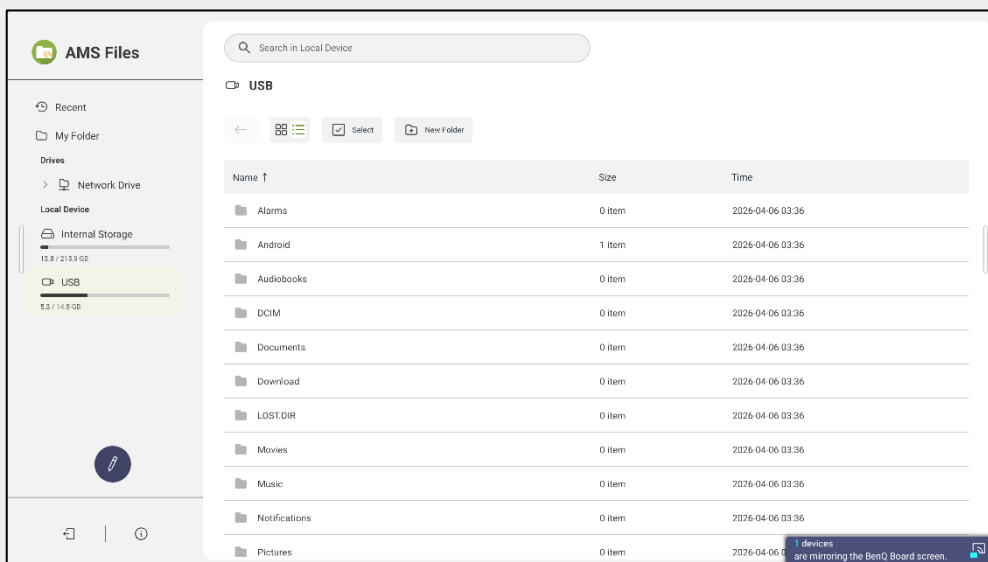 AMS Files
Recent
My Folder
Drives
Network Drive
Local Device
Internal Storage
13.8 / 215.9 GB
USB
5.3 / 14.5 GB
Search in Local Device
USB
Select
New Folder
Name ↑ Size Time
Alarms 0 item 2026-04-06 03:36
Android 1 item 2026-04-06 03:36
Audiobooks 0 item 2026-04-06 03:36
DCIM 0 item 2026-04-06 03:36
Documents 0 item 2026-04-06 03:36
Download 0 item 2026-04-06 03:36
LOST.DIR 0 item 2026-04-06 03:36
Movies 0 item 2026-04-06 03:36
Music 0 item 2026-04-06 03:36
Notifications 0 item 2026-04-06 03:36
Pictures 0 item 2026-04-06 0
1 devices
are mirroring the BenQ Board screen.